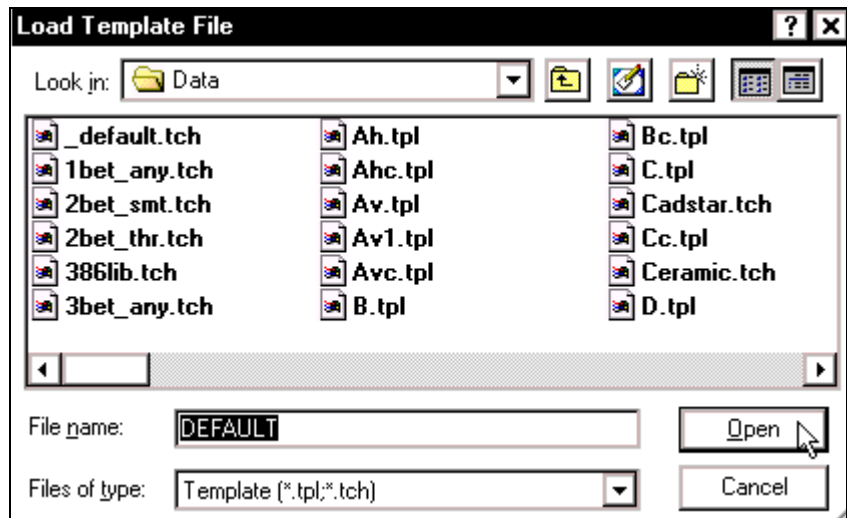 Load Template File
Look in: Data
_default.tch Ah.tpl Bc.tpl
1bet_any.tch Ahc.tpl C.tpl
2bet_smt.tch Av.tpl Cadstar.tch
2bet_thr.tch Av1.tpl Cc.tpl
386lib.tch Avc.tpl Ceramic.tch
3bet_any.tch B.tpl D.tpl
File name: DEFAULT Open
Files of type: Template (*.tpl;*.tch) Cancel